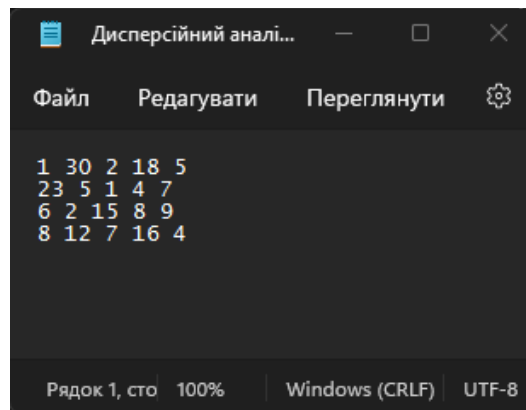 Дисперсійний аналі...
Файл Редагувати Переглянути
1 30 2 18 5
23 5 1 4 7
6 2 15 8 9
8 12 7 16 4
Рядок 1, сто 100% Windows (CRLF) UTF-8